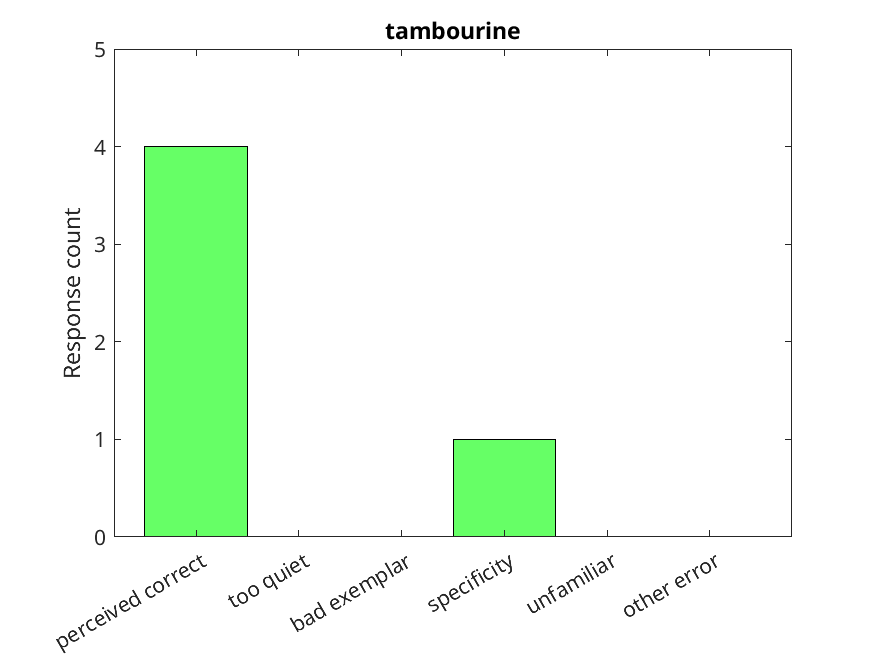 tambourine
Response count
5
4
3
2
1
0
perceived correct
too quiet
bad exemplar
specificity
unfamiliar
other error